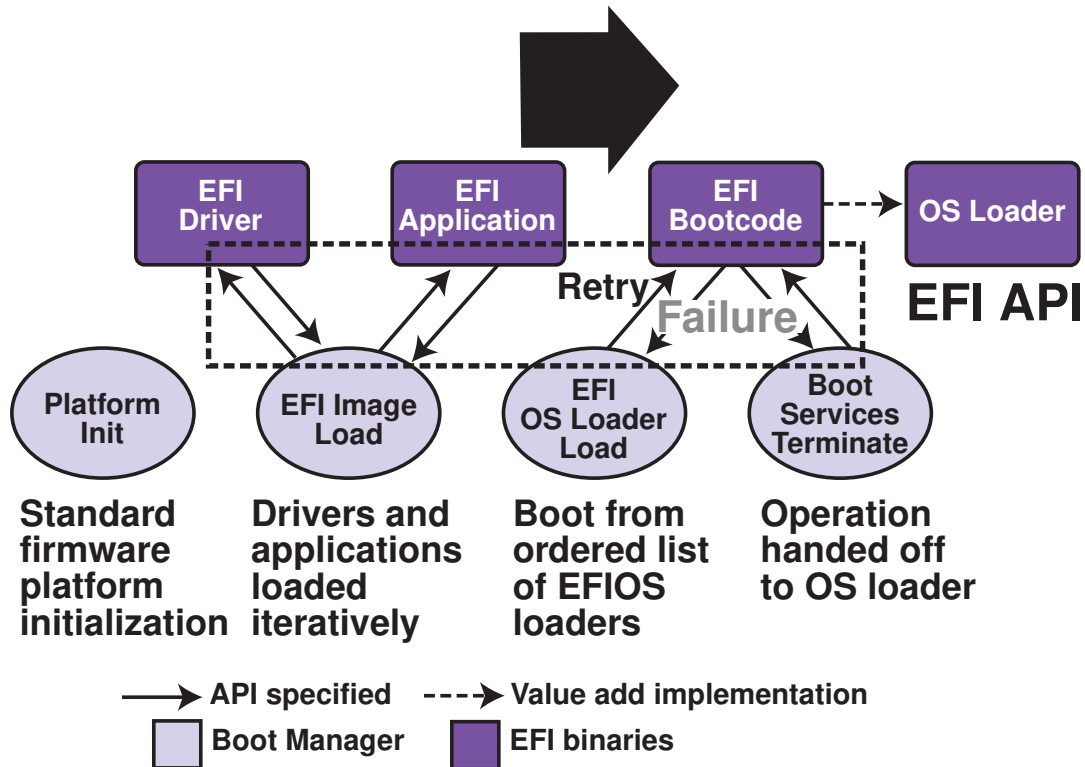 EFI
Driver
EFI
Application
EFI
Bootcode
OS Loader
Retry
Failure
EFI API
Platform
Init
EFI Image
Load
EFI
OS Loader
Load
Boot
Services
Terminate
Standard
firmware
platform
initialization
Drivers and
applications
loaded
iteratively
Boot from
ordered list
of EFIOS
loaders
Operation
handed off
to OS loader
API specified
Value add implementation
Boot Manager
EFI binaries